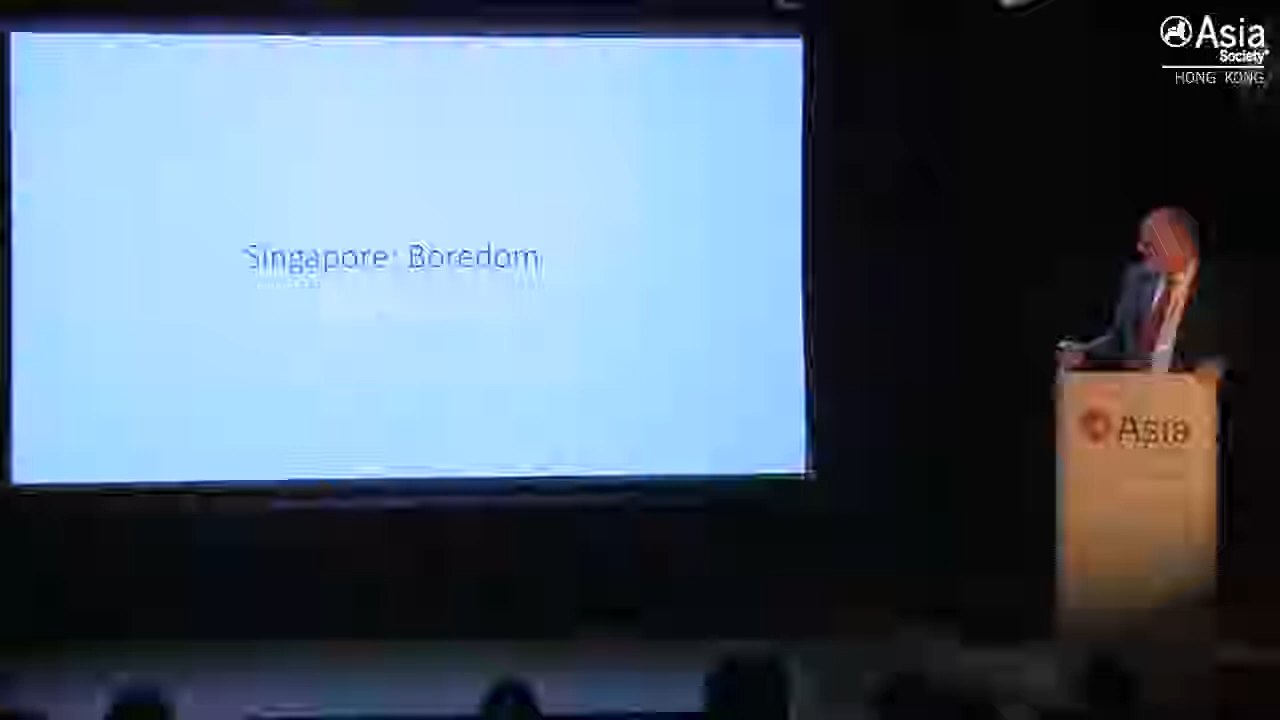 Asia
Society
HONG KONG
Singapore: Boredom
Asia